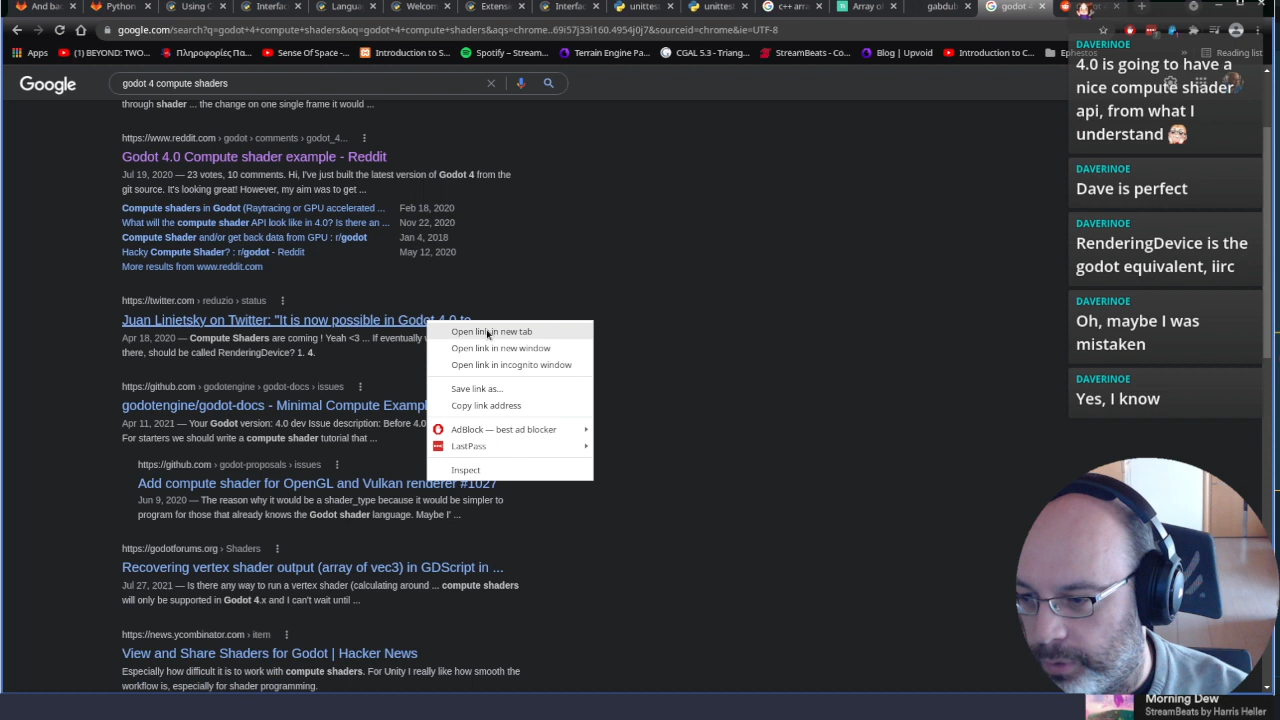 And bac
Python
Using C
Interfac
Langua
Welcom
Extens
Interfac
unittes
unittes
c++ arr
Array of
gabdub
godot 4
google.com/search?q=godot+4+compute+shaders&oq=godot+4+compute+shaders&aqs=chrome..69i57j33i160.4954j0j7&sourceid=chrome&ie=UTF-8
Apps
(1) BEYOND: TWO...
Πληροφορίες Πα...
Sense Of Space -...
Introduction to S...
Spotify – Stream...
Terrain Engine Pa...
CGAL 5.3 - Triang...
StreamBeats - Co...
Blog | Upvoid
Introduction to C...
Ephestos
Reading list
Google
godot 4 compute shaders
through shader ... the change on one single frame it would ...
https://www.reddit.com › godot › comments › godot_4...
Godot 4.0 Compute shader example - Reddit
Jul 19, 2020 — 23 votes, 10 comments. Hi, I've just built the latest version of Godot 4 from the
git source. It's looking great! However, my aim was to get ...
Compute shaders in Godot (Raytracing or GPU accelerated ... Feb 18, 2020
What will the compute shader API look like in 4.0? Is there an ... Nov 22, 2020
Compute Shader and/or get back data from GPU : r/godot - Jan 4, 2018
Hacky Compute Shader? : r/godot - Reddit May 12, 2020
More results from www.reddit.com
https://twitter.com › reduzio › status
Juan Linietsky on Twitter: "It is now possible in Godot 4.0 to
Apr 18, 2020 — Compute Shaders are coming ! Yeah <3 ... If eventually
there, should be called RenderingDevice? 1. 4.
https://github.com › godotengine › godot-docs › issues
godotengine/godot-docs - Minimal Compute Exampl
Apr 11, 2021 — Your Godot version: 4.0 dev Issue description: Before 4.0
For starters we should write a compute shader tutorial that ...
https://github.com › godot-proposals › issues
Add compute shader for OpenGL and Vulkan renderer #1027
Jun 9, 2020 — The reason why it would be a shader_type because it would be simpler to
program for those that already knows the Godot shader language. Maybe I' ...
https://godotforums.org › Shaders
Recovering vertex shader output (array of vec3) in GDScript in ...
Jul 27, 2021 — Is there any way to run a vertex shader (calculating around ... compute shaders
will only be supported in Godot 4.x and I can't wait until ...
https://news.ycombinator.com › item
View and Share Shaders for Godot | Hacker News
Especially how difficult it is to work with compute shaders. For Unity I really like how smooth the
workflow is, especially for shader programming.
Open link in new tab
Open link in new window
Open link in incognito window
Save link as...
Copy link address
AdBlock — best ad blocker
LastPass
Inspect
DAVERINOE
4.0 is going to have a
nice compute shader
api, from what I
understand
DAVERINOE
Dave is perfect
DAVERINOE
RenderingDevice is the
godot equivalent, iirc
DAVERINOE
Oh, maybe I was
mistaken
DAVERINOE
Yes, I know
Morning Dew
StreamBeats by Harris Heller